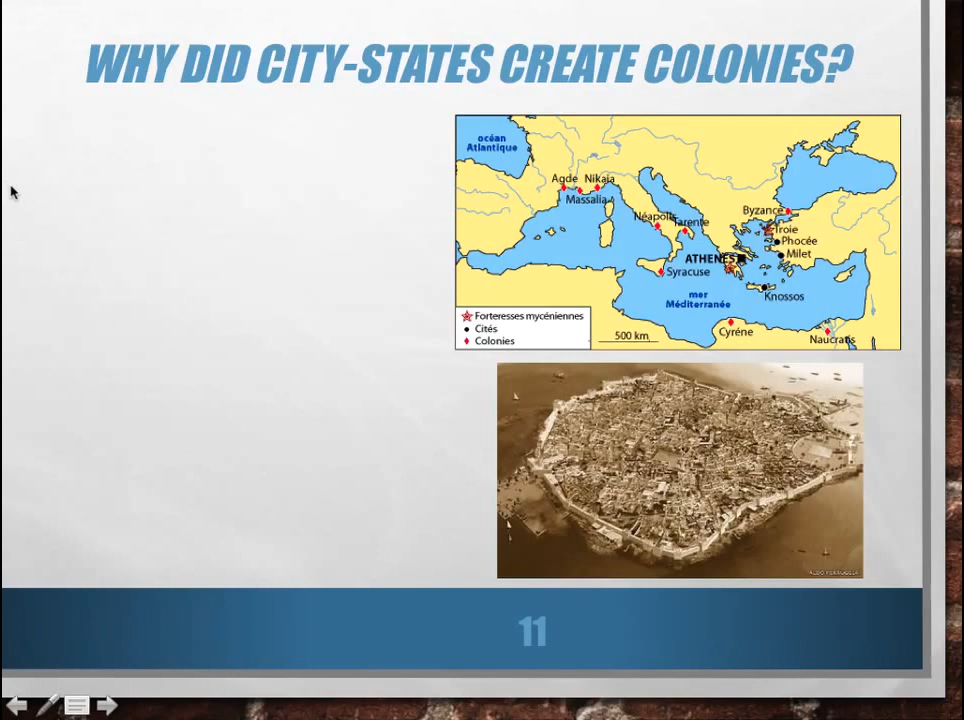 WHY DID CITY-STATES CREATE COLONIES?
océan
Atlantique
Agde
Nikaia
Massalia
Néapolis
Tarente
Byzance
Troie
Phocée
Milet
ATHENES
Syracuse
mer
Méditerranée
Knossos
Cyréne
Naucratis
500 km
Forteresses mycéniennes
Cités
Colonies
11